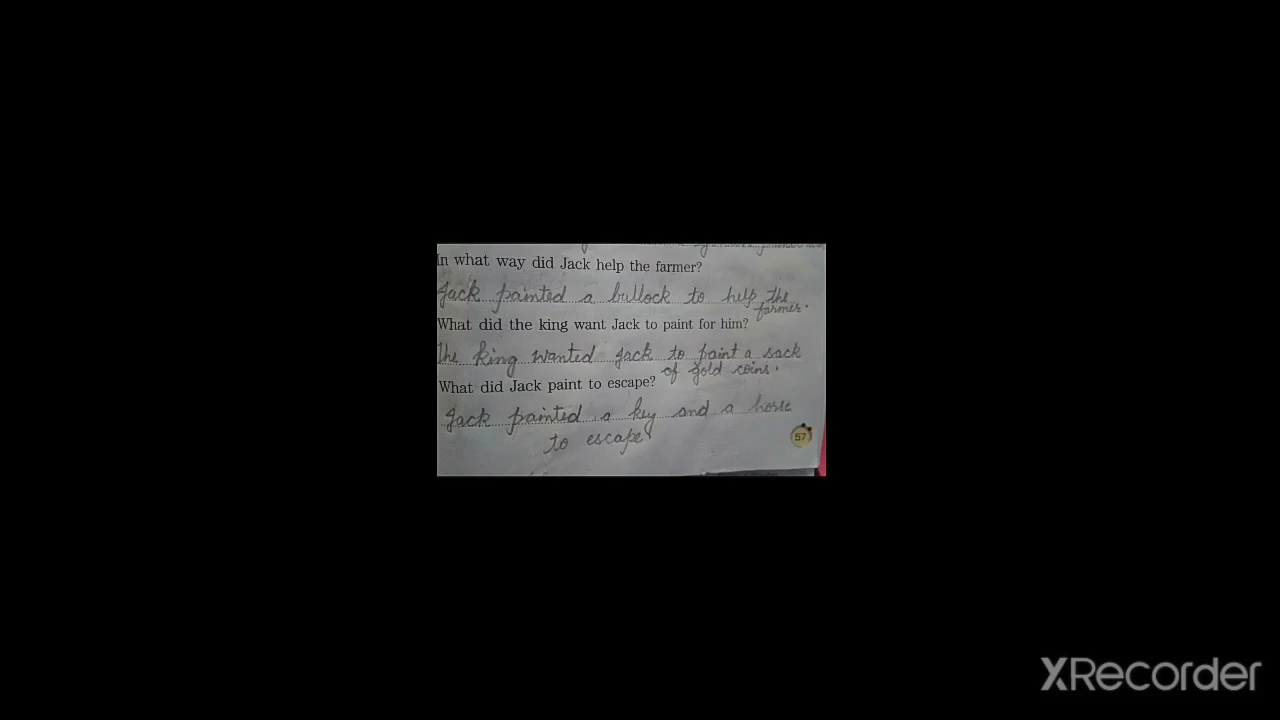 In what way did Jack help the farmer?
Jack painted a bullock to help the
farmer.
What did the king want Jack to paint for him?
The king wanted Jack to paint a sack
of gold coins.
What did Jack paint to escape?
Jack painted a key and a horse
to escape
57
XRecorder